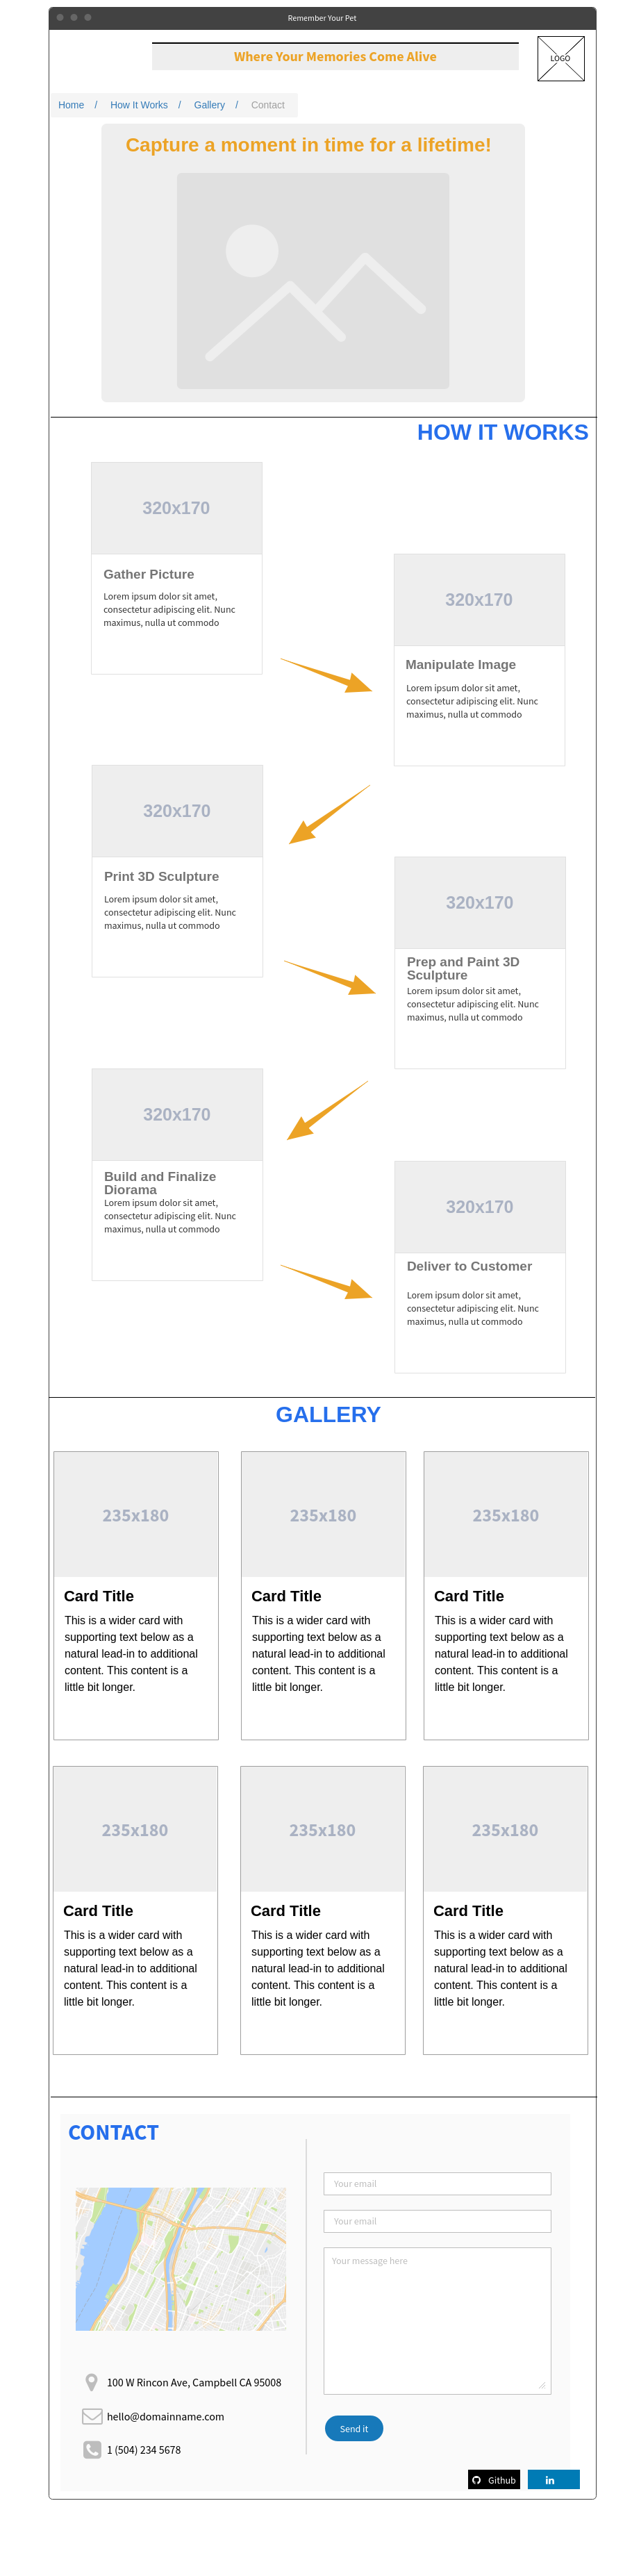 Remember Your Pet
Where Your Memories Come Alive
LOGO
Home / How It Works / Gallery / Contact
Capture a moment in time for a lifetime!
HOW IT WORKS
320x170
Gather Picture
Lorem ipsum dolor sit amet,
consectetur adipiscing elit. Nunc
maximus, nulla ut commodo
320x170
Manipulate Image
Lorem ipsum dolor sit amet,
consectetur adipiscing elit. Nunc
maximus, nulla ut commodo
320x170
Print 3D Sculpture
Lorem ipsum dolor sit amet,
consectetur adipiscing elit. Nunc
maximus, nulla ut commodo
320x170
Prep and Paint 3D
Sculpture
Lorem ipsum dolor sit amet,
consectetur adipiscing elit. Nunc
maximus, nulla ut commodo
320x170
Build and Finalize
Diorama
Lorem ipsum dolor sit amet,
consectetur adipiscing elit. Nunc
maximus, nulla ut commodo
320x170
Deliver to Customer
Lorem ipsum dolor sit amet,
consectetur adipiscing elit. Nunc
maximus, nulla ut commodo
GALLERY
235x180
Card Title
This is a wider card with
supporting text below as a
natural lead-in to additional
content. This content is a
little bit longer.
235x180
Card Title
This is a wider card with
supporting text below as a
natural lead-in to additional
content. This content is a
little bit longer.
235x180
Card Title
This is a wider card with
supporting text below as a
natural lead-in to additional
content. This content is a
little bit longer.
235x180
Card Title
This is a wider card with
supporting text below as a
natural lead-in to additional
content. This content is a
little bit longer.
235x180
Card Title
This is a wider card with
supporting text below as a
natural lead-in to additional
content. This content is a
little bit longer.
235x180
Card Title
This is a wider card with
supporting text below as a
natural lead-in to additional
content. This content is a
little bit longer.
CONTACT
100 W Rincon Ave, Campbell CA 95008
hello@domainname.com
1 (504) 234 5678
Your email
Your email
Your message here
Send it
Github
in